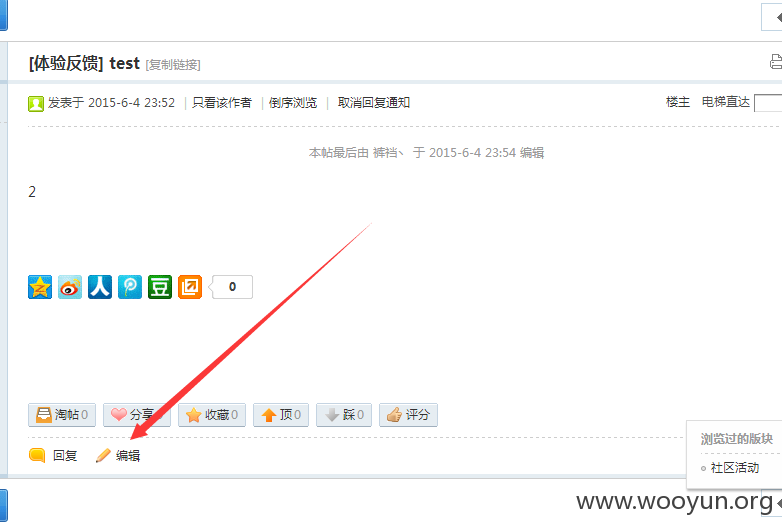 [体验反馈] test [复制链接]
发表于 2015-6-4 23:52 | 只看该作者 | 倒序浏览 | 取消回复通知 楼主 电梯直达
本帖最后由 裤裆丶 于 2015-6-4 23:54 编辑
2
0
淘帖0 分享 收藏0 顶0 踩0 评分
浏览过的版块
回复 编辑
社区活动
www.wooyun.org